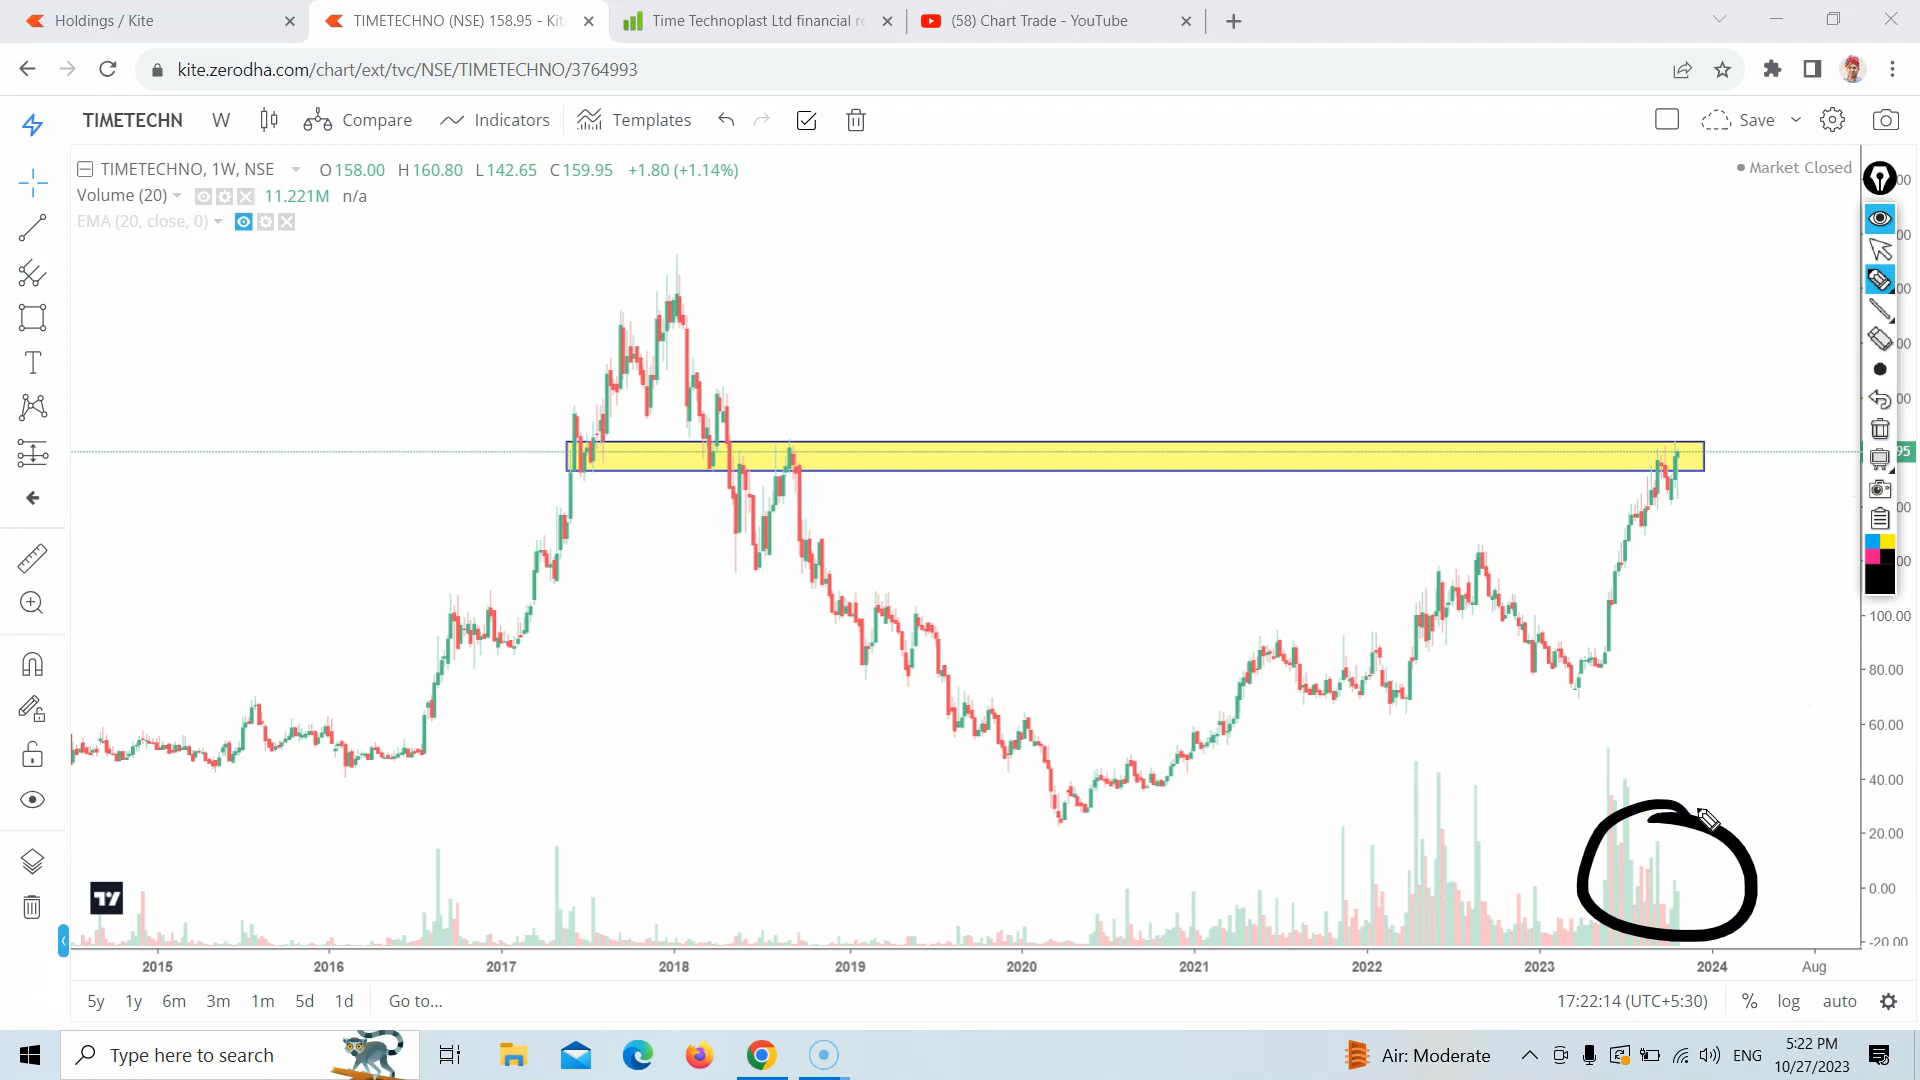 Holdings / Kite
TIMETECHNO (NSE) 158.95 - Kit
Time Technoplast Ltd financial re
(58) Chart Trade - YouTube
kite.zerodha.com/chart/ext/tvc/NSE/TIMETECHNO/3764993
TIMETECHN W Compare Indicators Templates Save
TIMETECHNO, 1W, NSE O158.00 H160.80 L142.65 C159.95 +1.80 (+1.14%)
Market Closed
Volume (20) 11.221M n/a
EMA (20, close, 0)
100.00
80.00
60.00
40.00
20.00
0.00
-20.00
2015 2016 2017 2018 2019 2020 2021 2022 2023 2024 Aug
5y 1y 6m 3m 1m 5d 1d Go to... 17:22:14 (UTC+5:30) % log auto
Type here to search
Air: Moderate
ENG
5:22 PM
10/27/2023